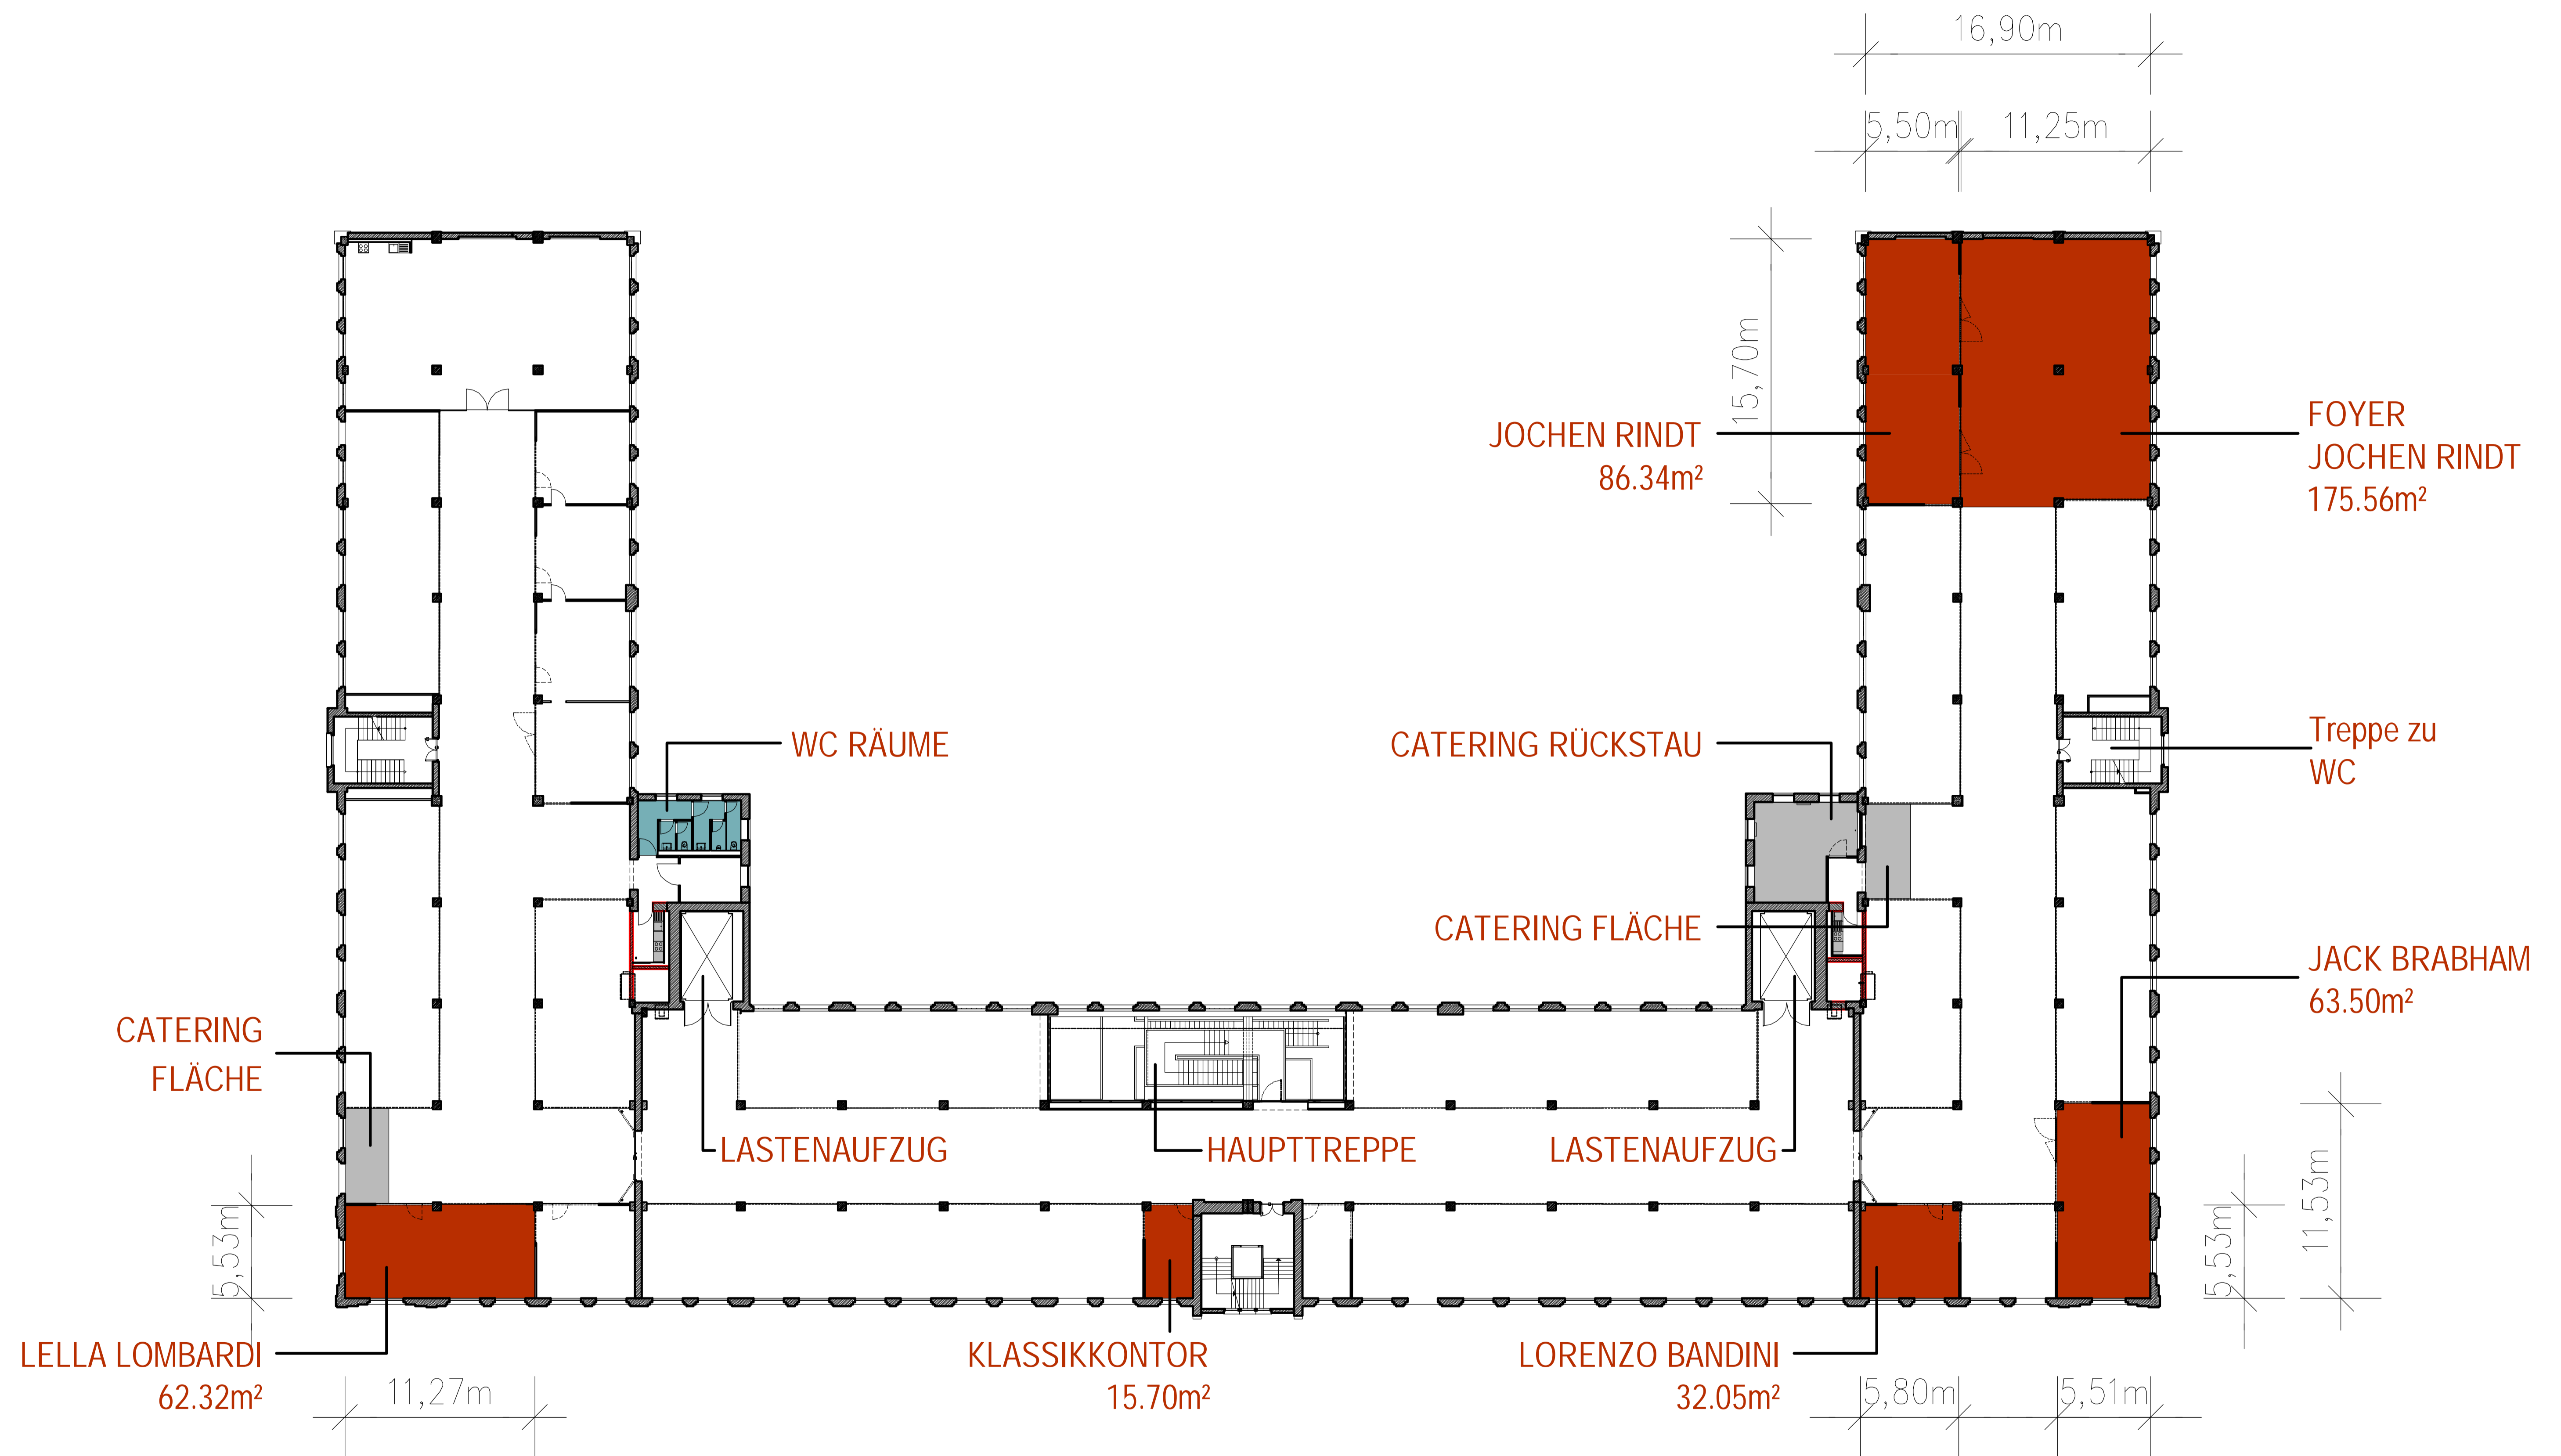 16,90m
5,50m
11,25m
15,70m
JOCHEN RINDT
86.34m²
FOYER
JOCHEN RINDT
175.56m²
WC RÄUME
CATERING RÜCKSTAU
Treppe zu
WC
CATERING FLÄCHE
JACK BRABHAM
63.50m²
CATERING
FLÄCHE
LASTENAUFZUG
HAUPTTREPPE
LASTENAUFZUG
5,53m
5,53m
11,53m
LELLA LOMBARDI
62.32m²
11,27m
KLASSIKKONTOR
15.70m²
LORENZO BANDINI
32.05m²
5,80m
5,51m